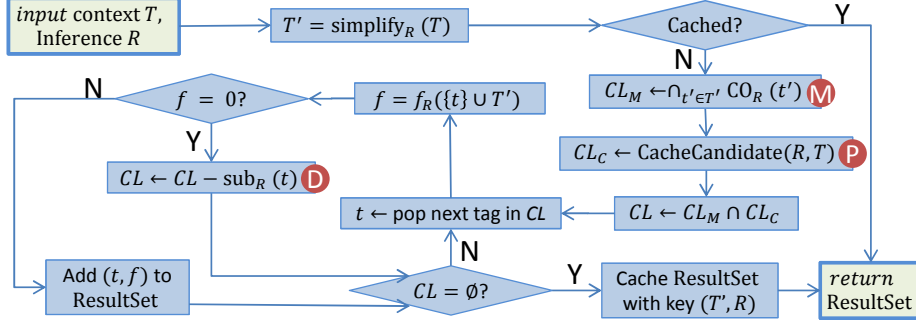 input context T,
Inference R
T′ = simplify_R (T)
Cached?
Y
N
CL_M ←∩_{t′∈T′} CO_R (t′)
M
CL_C ← CacheCandidate(R, T)
P
CL ← CL_M ∩ CL_C
t ← pop next tag in CL
f = f_R({t} ∪ T′)
f = 0?
N
Y
CL ← CL − sub_R (t)
D
Add (t, f) to
ResultSet
CL = ∅?
N
Y
Cache ResultSet
with key (T′, R)
return
ResultSet